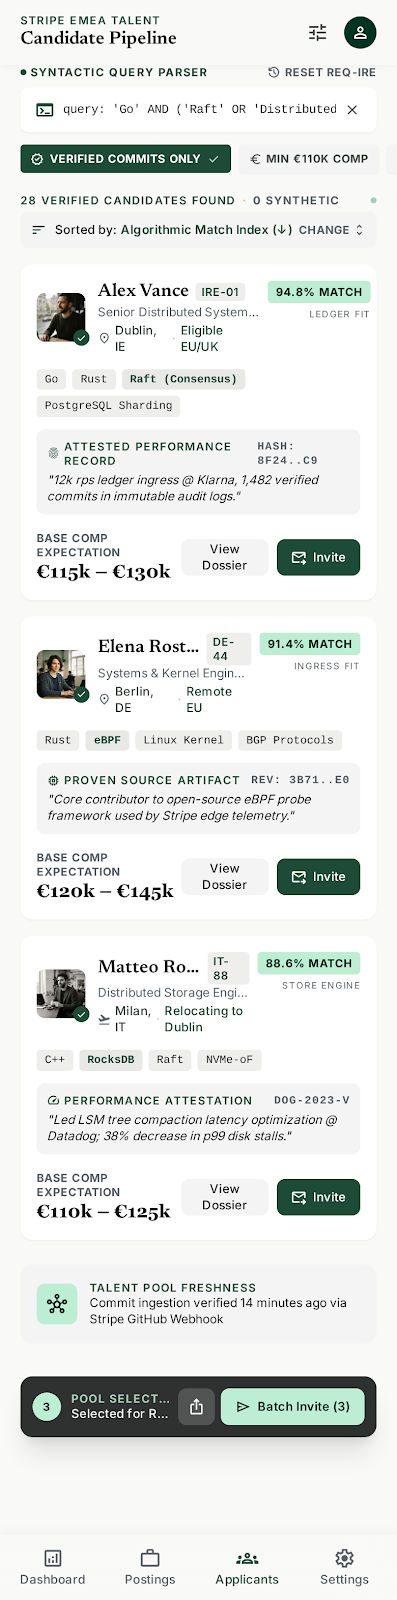 STRIPE EMEA TALENT
Candidate Pipeline
SYNTACTIC QUERY PARSER
RESET REQ-IRE
query: 'Go' AND ('Raft' OR 'Distributed
VERIFIED COMMITS ONLY
€ MIN €110K COMP
28 VERIFIED CANDIDATES FOUND · 0 SYNTHETIC
Sorted by: Algorithmic Match Index (↓) CHANGE
Alex Vance IRE-01
94.8% MATCH
Senior Distributed System...
LEDGER FIT
Dublin, IE · Eligible EU/UK
Go Rust Raft (Consensus)
PostgreSQL Sharding
ATTESTED PERFORMANCE RECORD
HASH: 8F24..C9
"12k rps ledger ingress @ Klarna, 1,482 verified
commits in immutable audit logs."
BASE COMP EXPECTATION
€115k – €130k
View Dossier
Invite
Elena Rost... DE-44
91.4% MATCH
Systems & Kernel Engin...
INGRESS FIT
Berlin, DE · Remote EU
Rust eBPF Linux Kernel BGP Protocols
PROVEN SOURCE ARTIFACT REV: 3B71..E0
"Core contributor to open-source eBPF probe
framework used by Stripe edge telemetry."
BASE COMP EXPECTATION
€120k – €145k
View Dossier
Invite
Matteo Ro... IT-88
88.6% MATCH
Distributed Storage Engi...
STORE ENGINE
Milan, IT · Relocating to Dublin
C++ RocksDB Raft NVMe-oF
PERFORMANCE ATTESTATION DOG-2023-V
"Led LSM tree compaction latency optimization @
Datadog; 38% decrease in p99 disk stalls."
BASE COMP EXPECTATION
€110k – €125k
View Dossier
Invite
TALENT POOL FRESHNESS
Commit ingestion verified 14 minutes ago via
Stripe GitHub Webhook
3
POOL SELECT...
Selected for R...
Batch Invite (3)
Dashboard Postings Applicants Settings